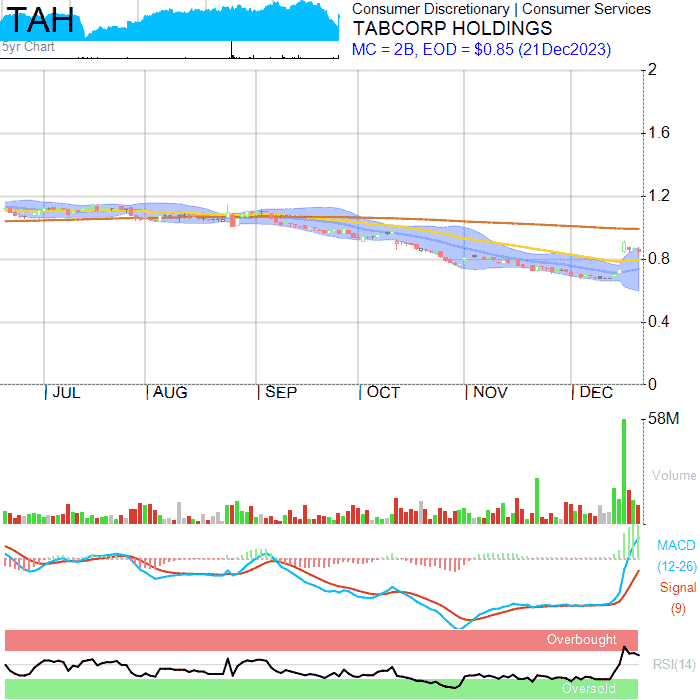 TAH
5yr Chart
Consumer Discretionary | Consumer Services
TABCORP HOLDINGS
MC = 2B, EOD = $0.85 (21Dec2023)
2
1.6
1.2
0.8
0.4
0
JUL AUG SEP OCT NOV DEC
58M
Volume
MACD
(12-26)
Signal
(9)
Overbought
RSI(14)
Oversold